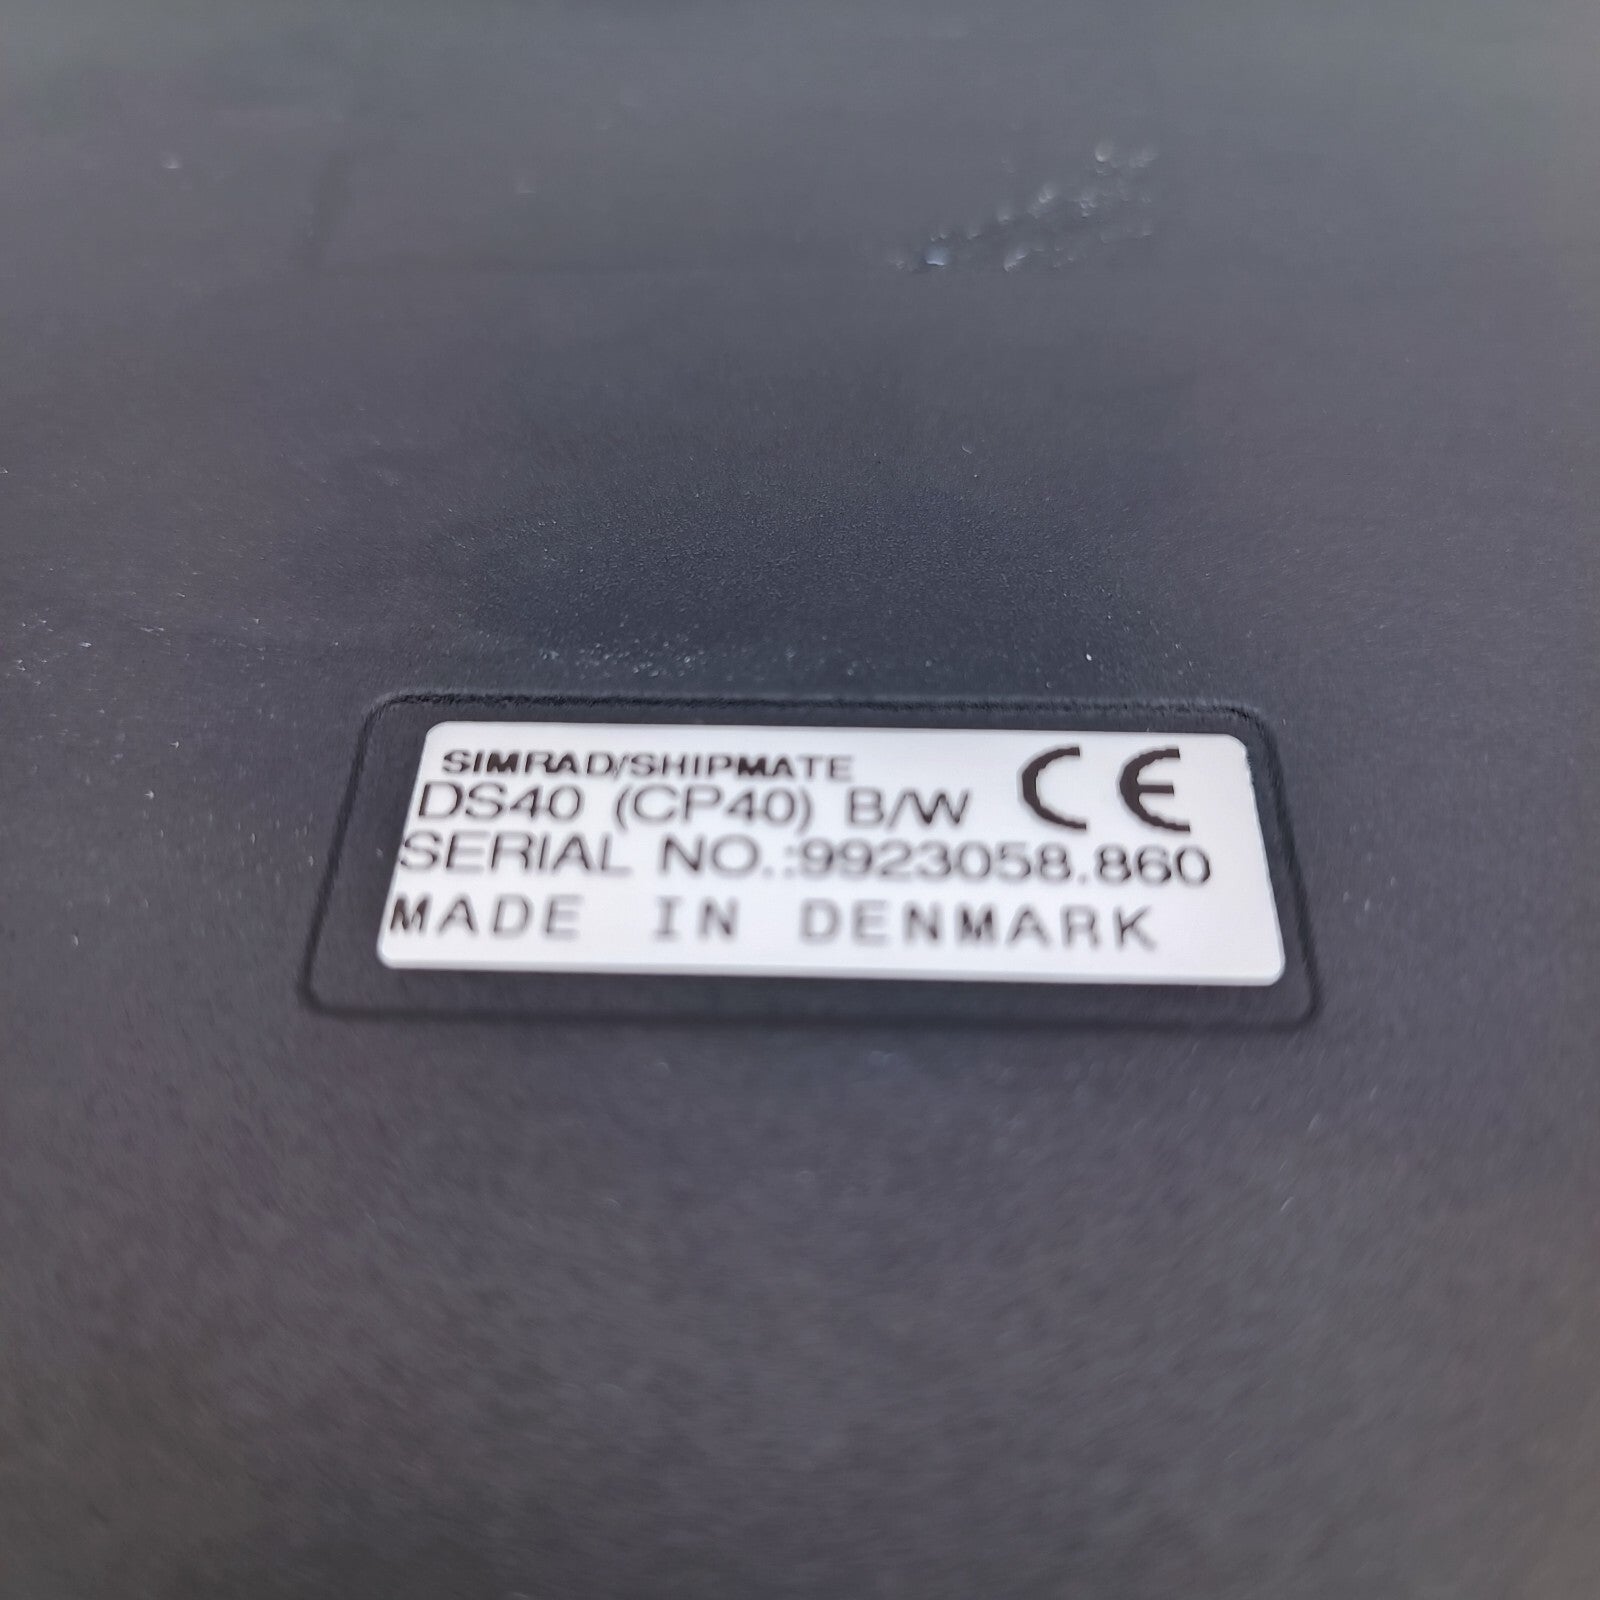 SIMRAD/SHIPMATE
DS40 (CP40) B/W CE
SERIAL NO.:9923058.860
MADE IN DENMARK